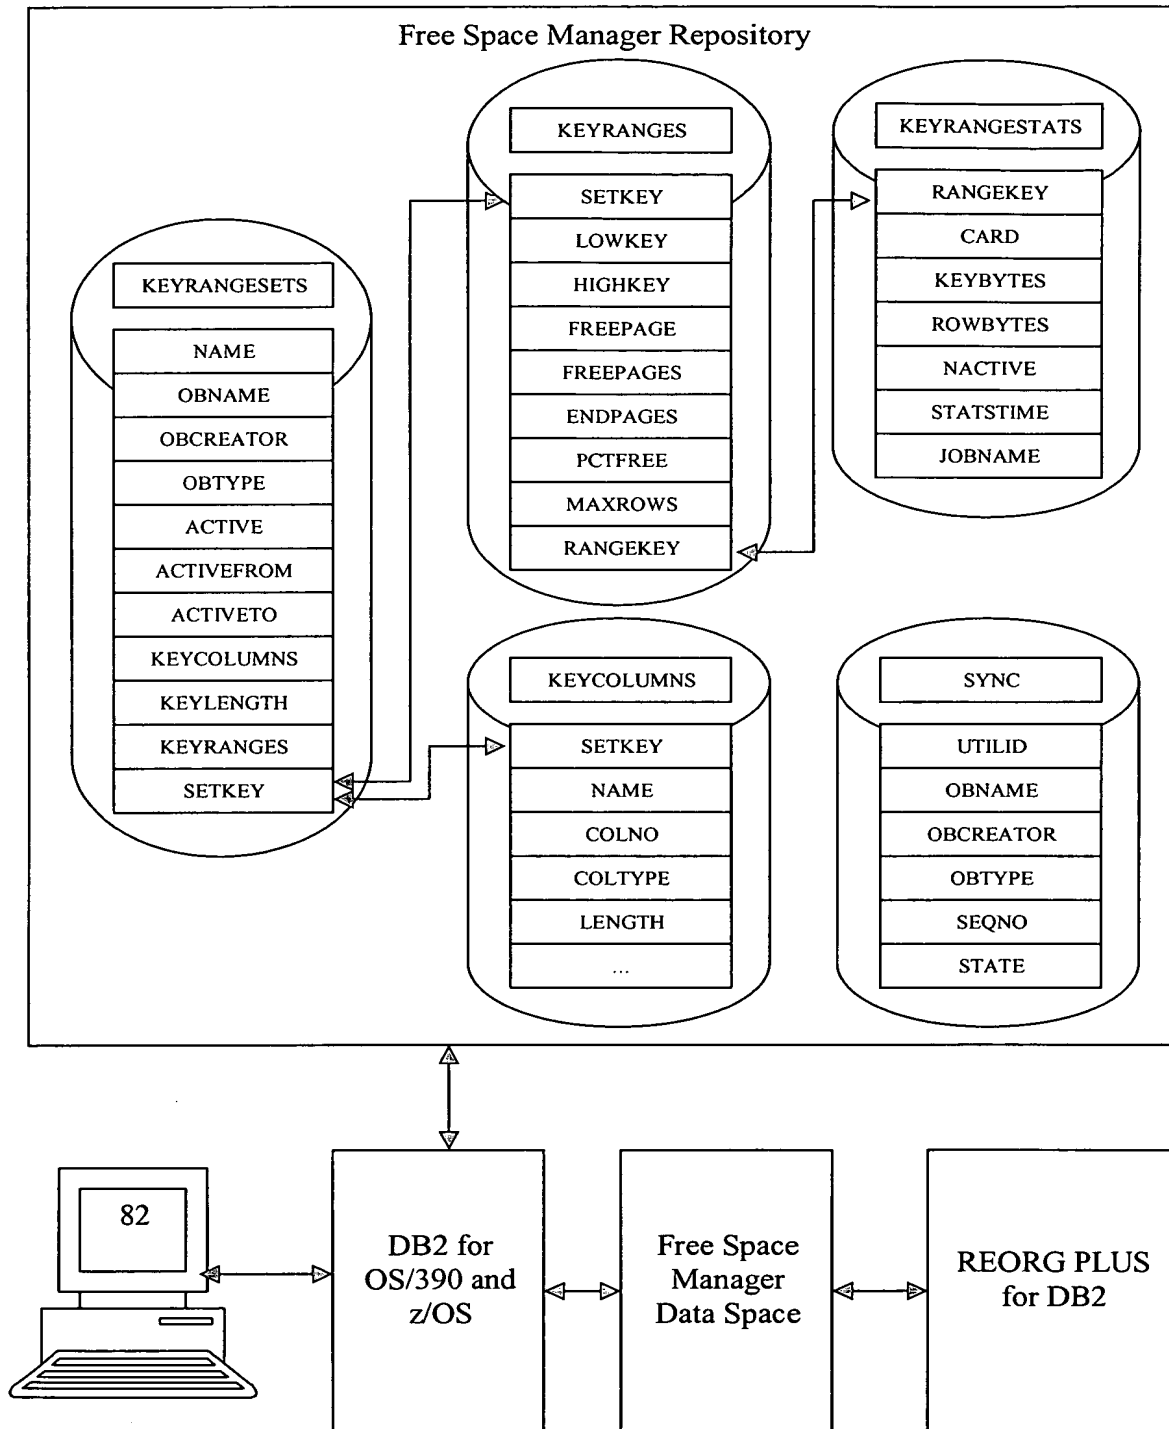 Free Space Manager Repository
KEYRANGESETS
NAME
OBNAME
OBCREATOR
OBTYPE
ACTIVE
ACTIVEFROM
ACTIVETO
KEYCOLUMNS
KEYLENGTH
KEYRANGES
SETKEY
KEYRANGES
SETKEY
LOWKEY
HIGHKEY
FREEPAGE
FREEPAGES
ENDPAGES
PCTFREE
MAXROWS
RANGEKEY
KEYRANGESTATS
RANGEKEY
CARD
KEYBYTES
ROWBYTES
NACTIVE
STATSTIME
JOBNAME
KEYCOLUMNS
SETKEY
NAME
COLNO
COLTYPE
LENGTH
...
SYNC
UTILID
OBNAME
OBCREATOR
OBTYPE
SEQNO
STATE
82
DB2 for
OS/390 and
z/OS
Free Space
Manager
Data Space
REORG PLUS
for DB2